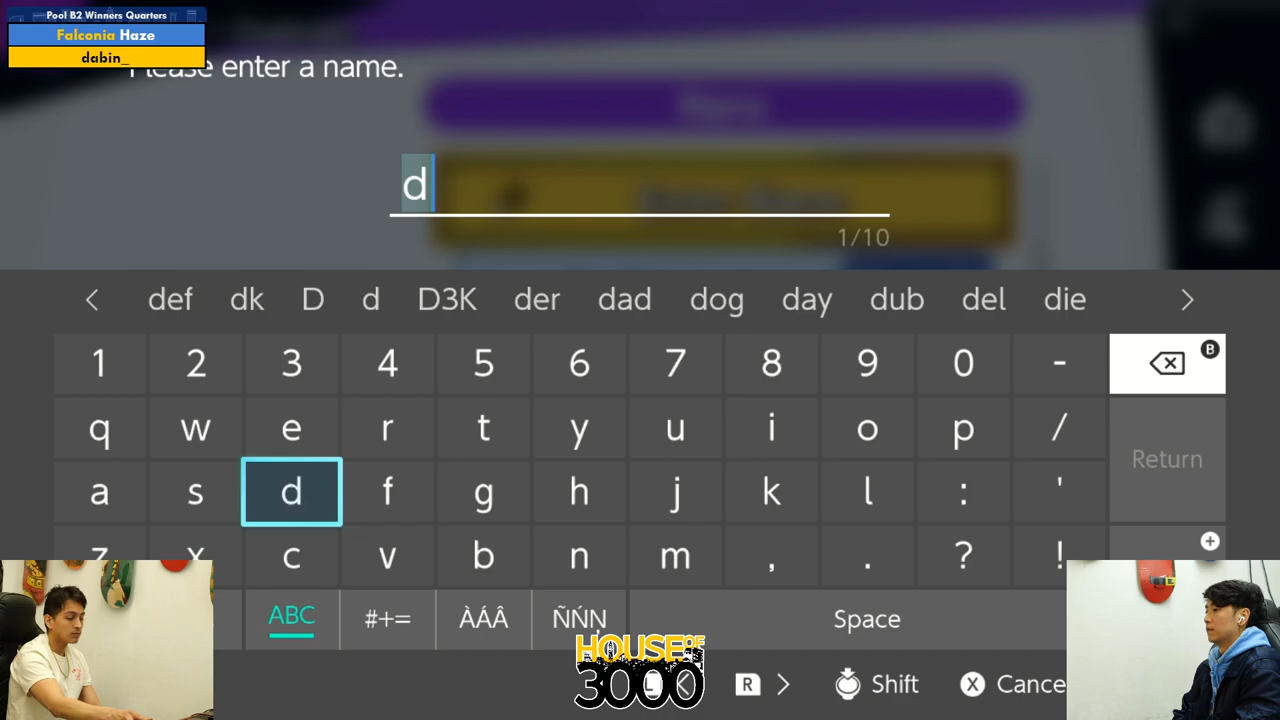 Pool B2 Winners Quarters
Falconia Haze
dabin_
Please enter a name.
d
1/10
def dk D d D3K der dad dog day dub del die
1 2 3 4 5 6 7 8 9 0 - B
q w e r t y u i o p /
Return
a s d f g h j k l : '
z x c v b n m , . ? ! +
ABC #+= ÀÁÂ ÑŃŅ Space
HOUSE OF
3000
L R Shift X Cance